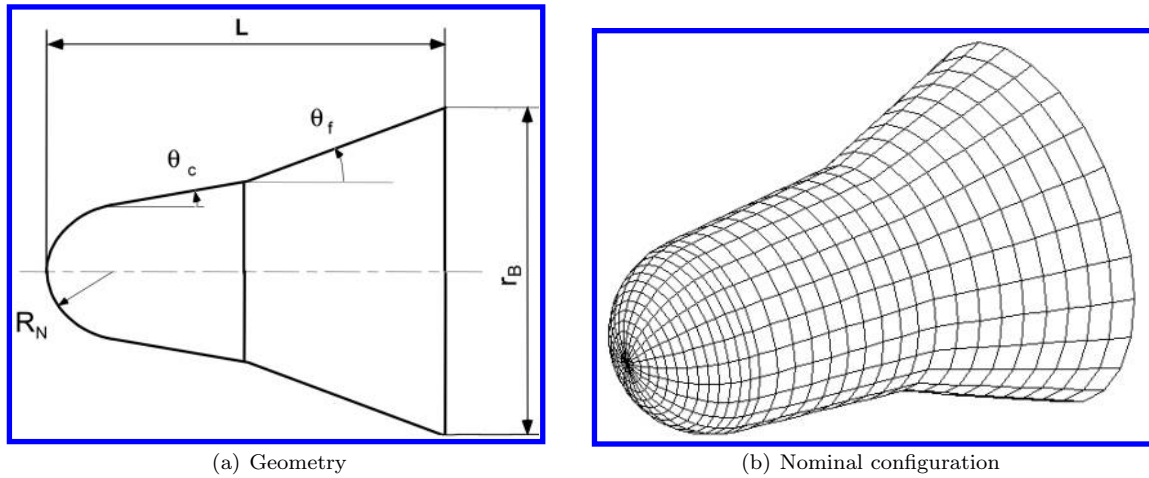 L
θ f
θ c
r B
R N
(a) Geometry
(b) Nominal configuration